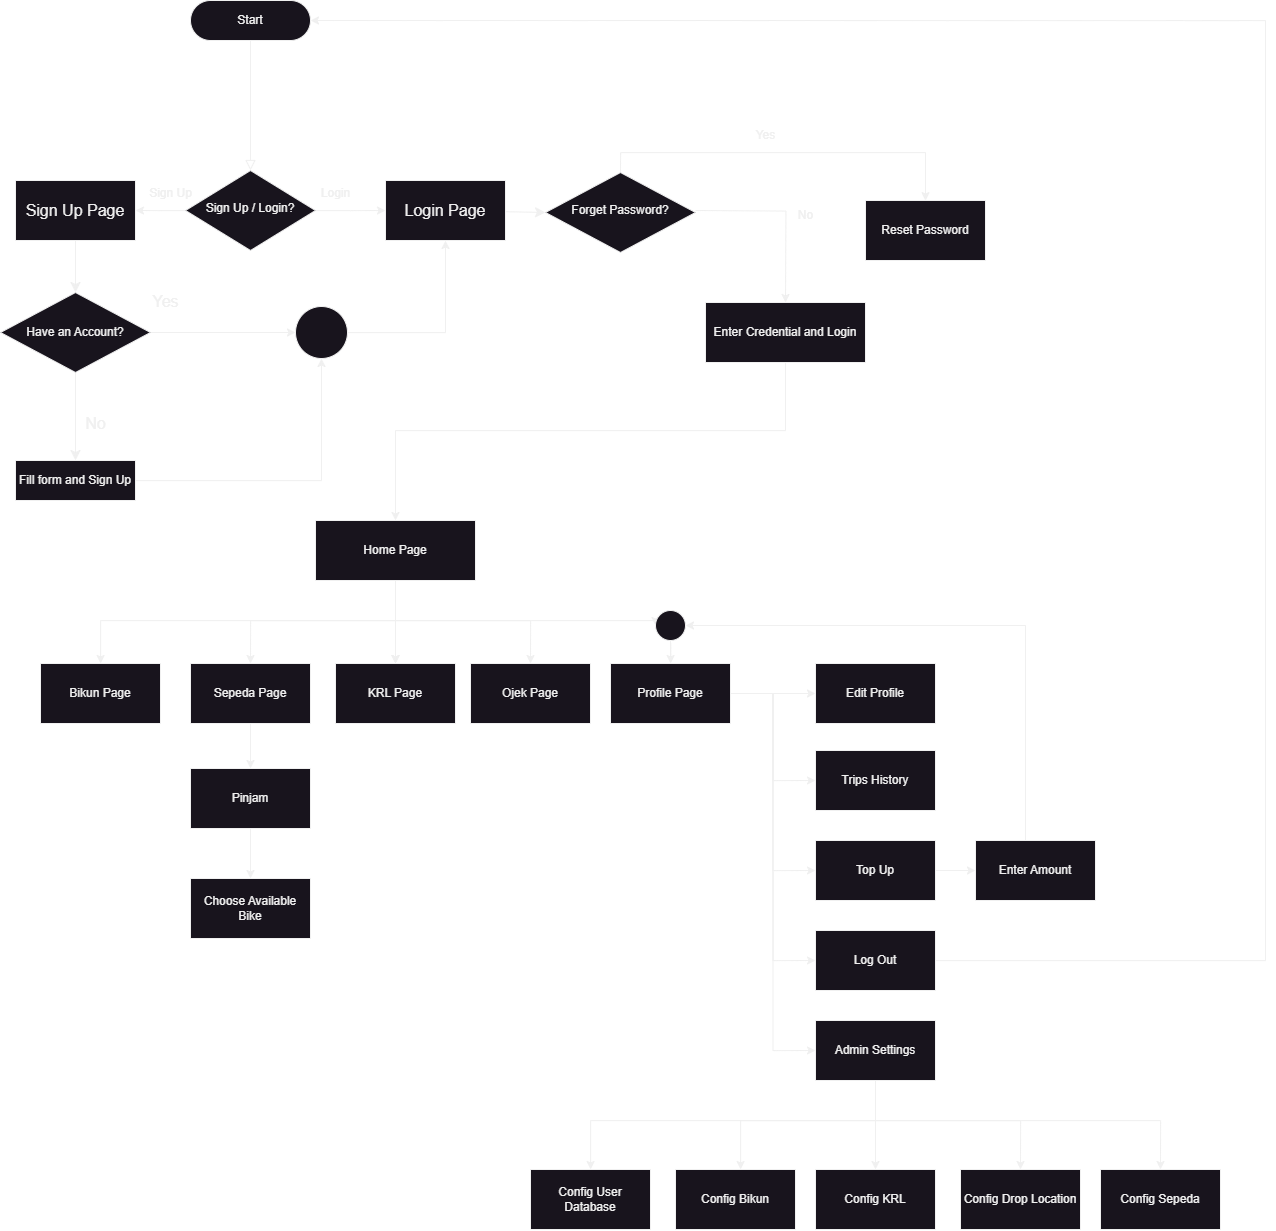 Start
Yes
Sign Up
Login
Sign Up Page
Sign Up / Login?
Login Page
Forget Password?
No
Reset Password
Yes
Have an Account?
Enter Credential and Login
No
Fill form and Sign Up
Home Page
Bikun Page
Sepeda Page
KRL Page
Ojek Page
Profile Page
Edit Profile
Trips History
Pinjam
Top Up
Enter Amount
Choose Available
Bike
Log Out
Admin Settings
Config User
Database
Config Bikun
Config KRL
Config Drop Location
Config Sepeda